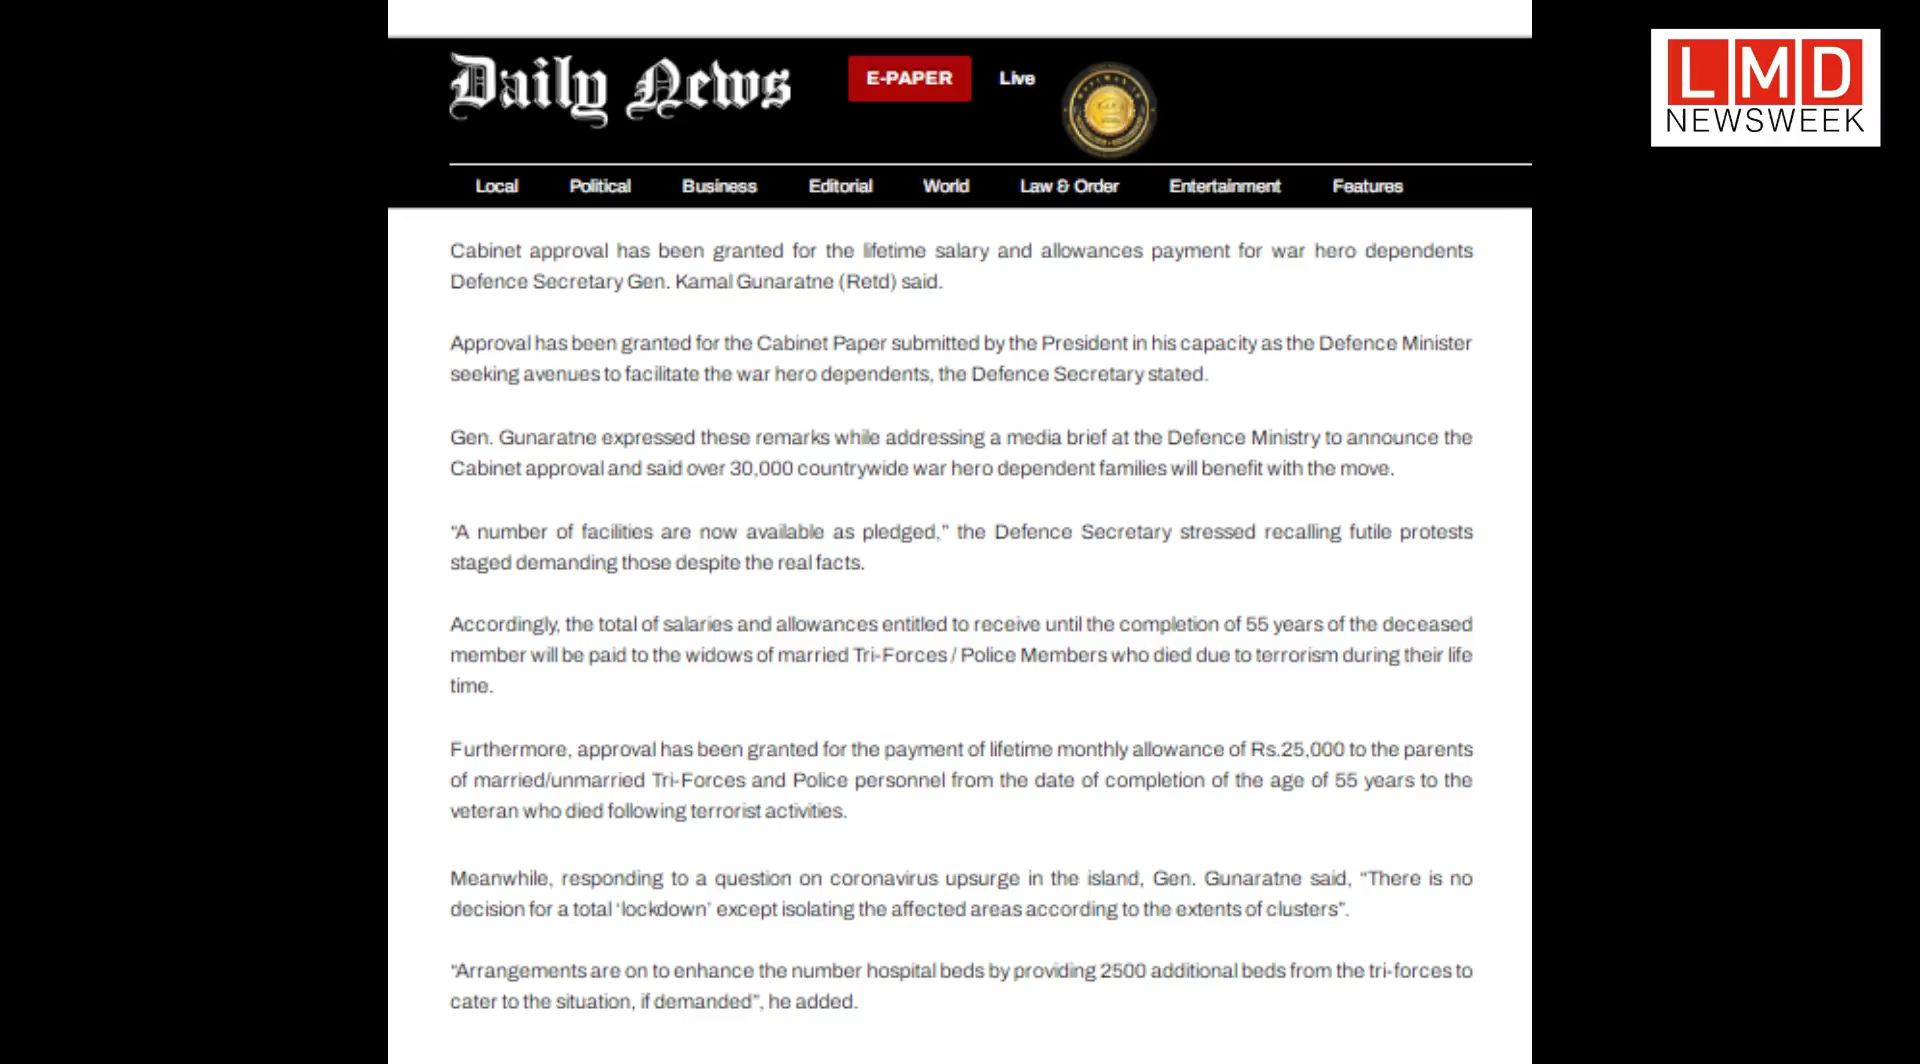 Daily News
E-PAPER
Live
LMD
NEWSWEEK
Local Political Business Editorial World Law & Order Entertainment Features
Cabinet approval has been granted for the lifetime salary and allowances payment for war hero dependents
Defence Secretary Gen. Kamal Gunaratne (Retd) said.
Approval has been granted for the Cabinet Paper submitted by the President in his capacity as the Defence Minister
seeking avenues to facilitate the war hero dependents, the Defence Secretary stated.
Gen. Gunaratne expressed these remarks while addressing a media brief at the Defence Ministry to announce the
Cabinet approval and said over 30,000 countrywide war hero dependent families will benefit with the move.
“A number of facilities are now available as pledged,” the Defence Secretary stressed recalling futile protests
staged demanding those despite the real facts.
Accordingly, the total of salaries and allowances entitled to receive until the completion of 55 years of the deceased
member will be paid to the widows of married Tri-Forces / Police Members who died due to terrorism during their life
time.
Furthermore, approval has been granted for the payment of lifetime monthly allowance of Rs.25,000 to the parents
of married/unmarried Tri-Forces and Police personnel from the date of completion of the age of 55 years to the
veteran who died following terrorist activities.
Meanwhile, responding to a question on coronavirus upsurge in the island, Gen. Gunaratne said, “There is no
decision for a total ‘lockdown’ except isolating the affected areas according to the extents of clusters”.
“Arrangements are on to enhance the number hospital beds by providing 2500 additional beds from the tri-forces to
cater to the situation, if demanded”, he added.